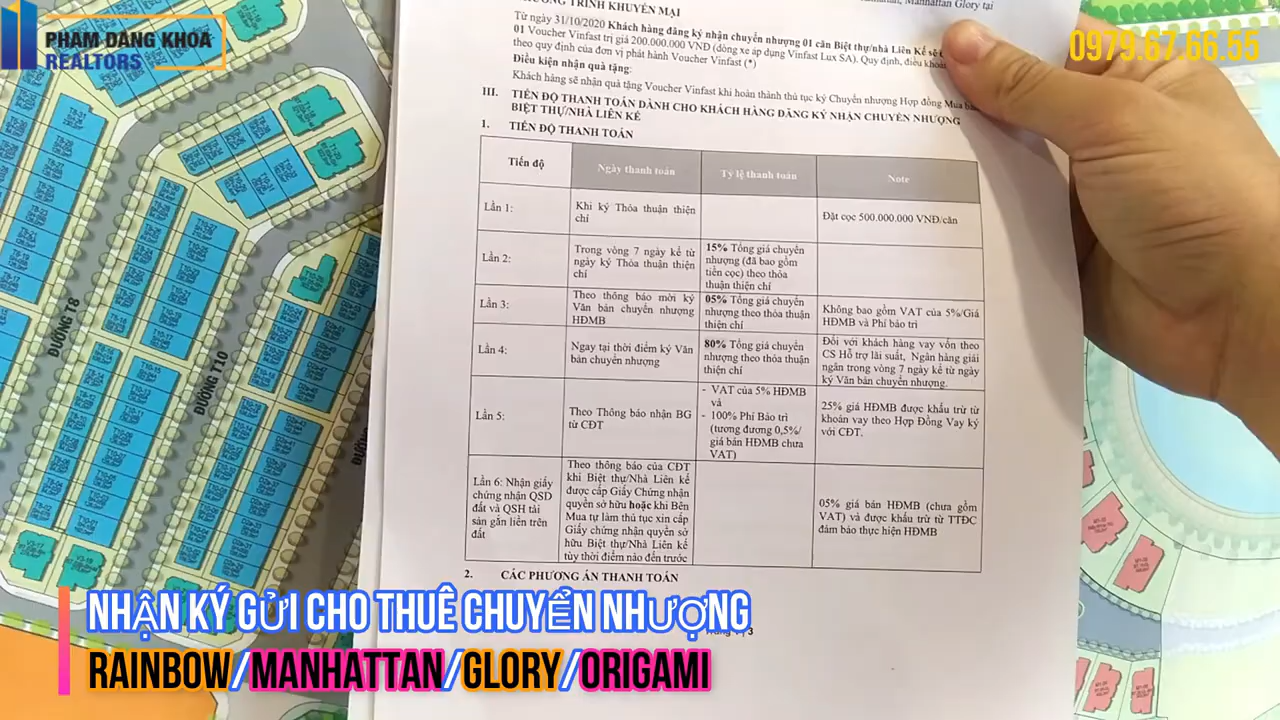 PHAM DANG KHOA
REALTORS
0979.67.66.55
Manhattan Glory tại
TRÌNH KHUYẾN MẠI
Từ ngày 31/10/2020 Khách hàng đăng ký nhận chuyển nhượng 01 căn Biệt thự/nhà Liên Kế sẽ
01 Voucher Vinfast trị giá 200.000.000 VNĐ (dòng xe áp dụng Vinfast Lux SA). Quy định, điều khoản
theo quy định của đơn vị phát hành Voucher Vinfast (*)
Điều kiện nhận quà tặng:
Khách hàng sẽ nhận quà tặng Voucher Vinfast khi hoàn thành thủ tục ký Chuyển nhượng Hợp đồng Mua bán
III. TIẾN ĐỘ THANH TOÁN DÀNH CHO KHÁCH HÀNG ĐĂNG KÝ NHẬN CHUYỂN NHƯỢNG
BIỆT THỰ/NHÀ LIÊN KẾ
1. TIẾN ĐỘ THANH TOÁN
Tiến độ Ngày thanh toán Tỷ lệ thanh toán Note
Lần 1:
Khi ký Thỏa thuận thiện
chí
Đặt cọc 500.000.000 VNĐ/căn
Lần 2:
Trong vòng 7 ngày kể từ
ngày ký Thỏa thuận thiện
chí
15% Tổng giá chuyển
nhượng (đã bao gồm
tiền cọc) theo thỏa
thuận thiện chí
Lần 3:
Theo thông báo mời ký
Văn bản chuyển nhượng
HĐMB
05% Tổng giá chuyển
nhượng theo thỏa thuận
thiện chí
Không bao gồm VAT của 5%/Giá
HĐMB và Phí bảo trì
Lần 4:
Ngay tại thời điểm ký Văn
bản chuyển nhượng
80% Tổng giá chuyển
nhượng theo thỏa thuận
thiện chí
Đối với khách hàng vay vốn theo
CS Hỗ trợ lãi suất, Ngân hàng giải
ngân trong vòng 7 ngày kể từ ngày
ký Văn bản chuyển nhượng.
Lần 5:
Theo Thông báo nhận BG
từ CĐT
- VAT của 5% HĐMB
và
- 100% Phí Bảo trì
(tương đương 0,5%/
giá bán HĐMB chưa
VAT)
25% giá HĐMB được khấu trừ từ
khoản vay theo Hợp Đồng Vay ký
với CĐT.
Lần 6: Nhận giấy
chứng nhận QSD
đất và QSH tài
sản gắn liền trên
đất
Theo thông báo của CĐT
khi Biệt thự/Nhà Liên kế
được cấp Giấy Chứng nhận
quyền sở hữu hoặc khi Bên
Mua tự làm thủ tục xin cấp
Giấy chứng nhận quyền sở
hữu Biệt thự/Nhà Liên kế
tùy thời điểm nào đến trước
05% giá bán HĐMB (chưa gồm
VAT) và được khấu trừ từ TTĐC
đảm bảo thực hiện HĐMB
2. CÁC PHƯƠNG ÁN THANH TOÁN
ĐƯỜNG T8
ĐƯỜNG T10
NHẬN KÝ GỬI CHO THUÊ CHUYỂN NHƯỢNG
RAINBOW/MANHATTAN/GLORY/ORIGAMI